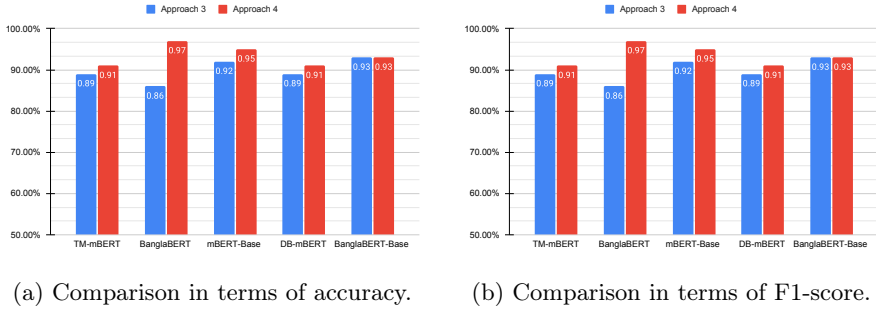 Approach 3 Approach 4
100.00%
90.00%
80.00%
70.00%
60.00%
50.00%
0.89 0.91 0.86 0.97 0.92 0.95 0.89 0.91 0.93 0.93
TM-mBERT BanglaBERT mBERT-Base DB-mBERT BanglaBERT-Base
(a) Comparison in terms of accuracy.
Approach 3 Approach 4
100.00%
90.00%
80.00%
70.00%
60.00%
50.00%
0.89 0.91 0.86 0.97 0.92 0.95 0.89 0.91 0.93 0.93
TM-mBERT BanglaBERT mBERT-Base DB-mBERT BanglaBERT-Base
(b) Comparison in terms of F1-score.